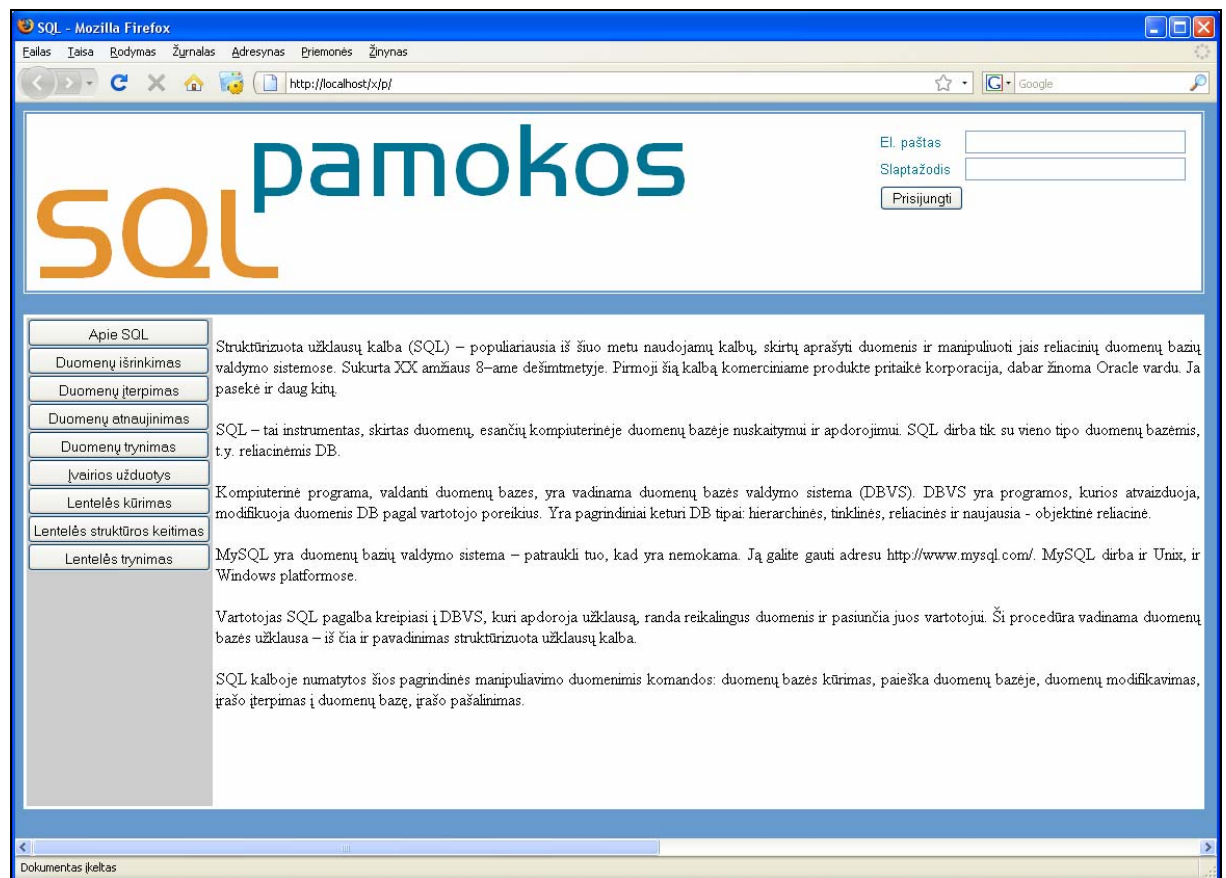 SQL - Mozilla Firefox
Failas Taisa Rodymas Žurnalas Adresynas Priemonės Žinynas
http://localhost/x/p/
Google
SQL pamokos
El. paštas
Slaptažodis
Prisijungti
Apie SQL
Duomenų išrinkimas
Duomenų įterpimas
Duomenų atnaujinimas
Duomenų trynimas
Įvairios užduotys
Lentelės kūrimas
Lentelės struktūros keitimas
Lentelės trynimas
Struktūrizuota užklausų kalba (SQL) – populiariausia iš šiuo metu naudojamų kalbų, skirtų aprašyti duomenis ir manipuliuoti jais reliacinių duomenų bazių
valdymo sistemose. Sukurta XX amžiaus 8–ame dešimtmetyje. Pirmoji šią kalbą komerciniame produkte pritaikė korporacija, dabar žinoma Oracle vardu. Ja
pasekė ir daug kitų.
SQL – tai instrumentas, skirtas duomenų, esančių kompiuterinėje duomenų bazėje nuskaitymui ir apdorojimui. SQL dirba tik su vieno tipo duomenų bazėmis,
t.y. reliacinėmis DB.
Kompiuterinė programa, valdanti duomenų bazes, yra vadinama duomenų bazės valdymo sistema (DBVS). DBVS yra programos, kurios atvaizduoja,
modifikuoja duomenis DB pagal vartotojo poreikius. Yra pagrindiniai keturi DB tipai: hierarchinės, tinklinės, reliacinės ir naujausia - objektinė reliacinė.
MySQL yra duomenų bazių valdymo sistema – patraukli tuo, kad yra nemokama. Ją galite gauti adresu http://www.mysql.com/. MySQL dirba ir Unix, ir
Windows platformose.
Vartotojas SQL pagalba kreipiasi į DBVS, kuri apdoroja užklausą, randa reikalingus duomenis ir pasiunčia juos vartotojui. Ši procedūra vadinama duomenų
bazės užklausa – iš čia ir pavadinimas struktūrizuota užklausų kalba.
SQL kalboje numatytos šios pagrindinės manipuliavimo duomenimis komandos: duomenų bazės kūrimas, paieška duomenų bazėje, duomenų modifikavimas,
įrašo įterpimas į duomenų bazę, įrašo pašalinimas.
Dokumentas įkeltas